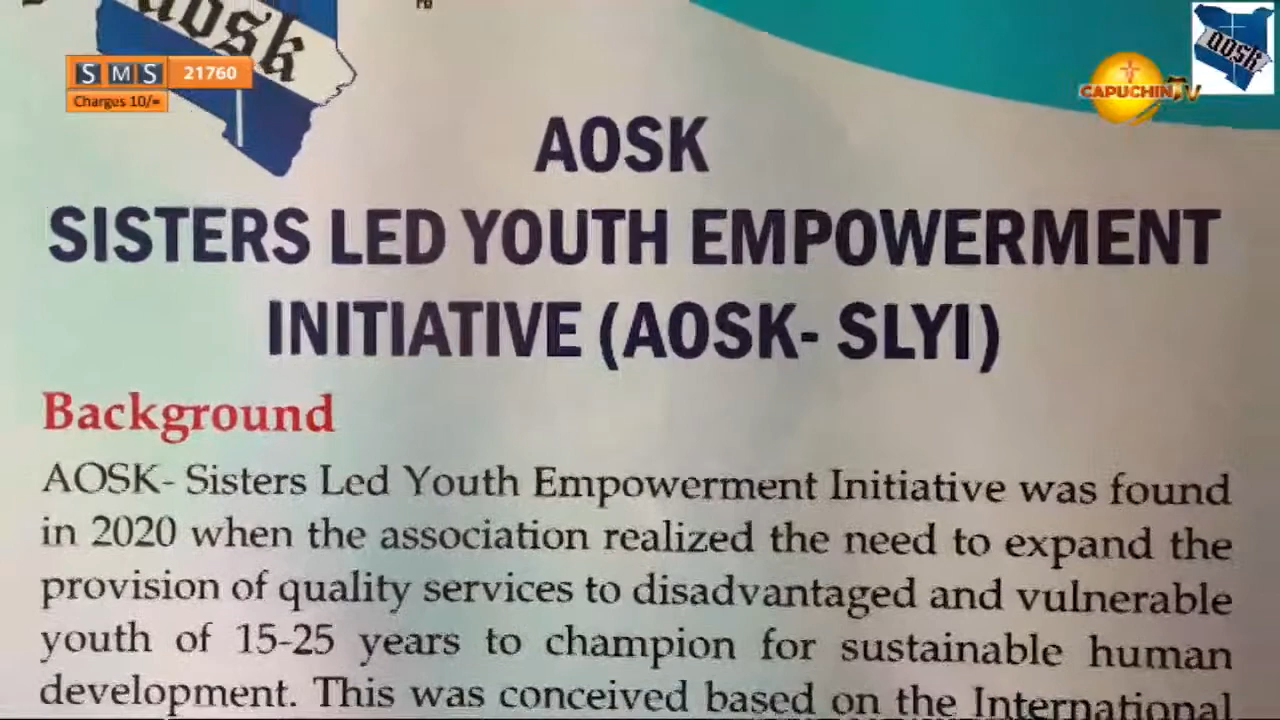 aosk
SMS 21760
Charges 10/=
CAPUCHIN TV
aosk
AOSK
SISTERS LED YOUTH EMPOWERMENT
INITIATIVE (AOSK- SLYI)
Background
AOSK- Sisters Led Youth Empowerment Initiative was found
in 2020 when the association realized the need to expand the
provision of quality services to disadvantaged and vulnerable
youth of 15-25 years to champion for sustainable human
development. This was conceived based on the International